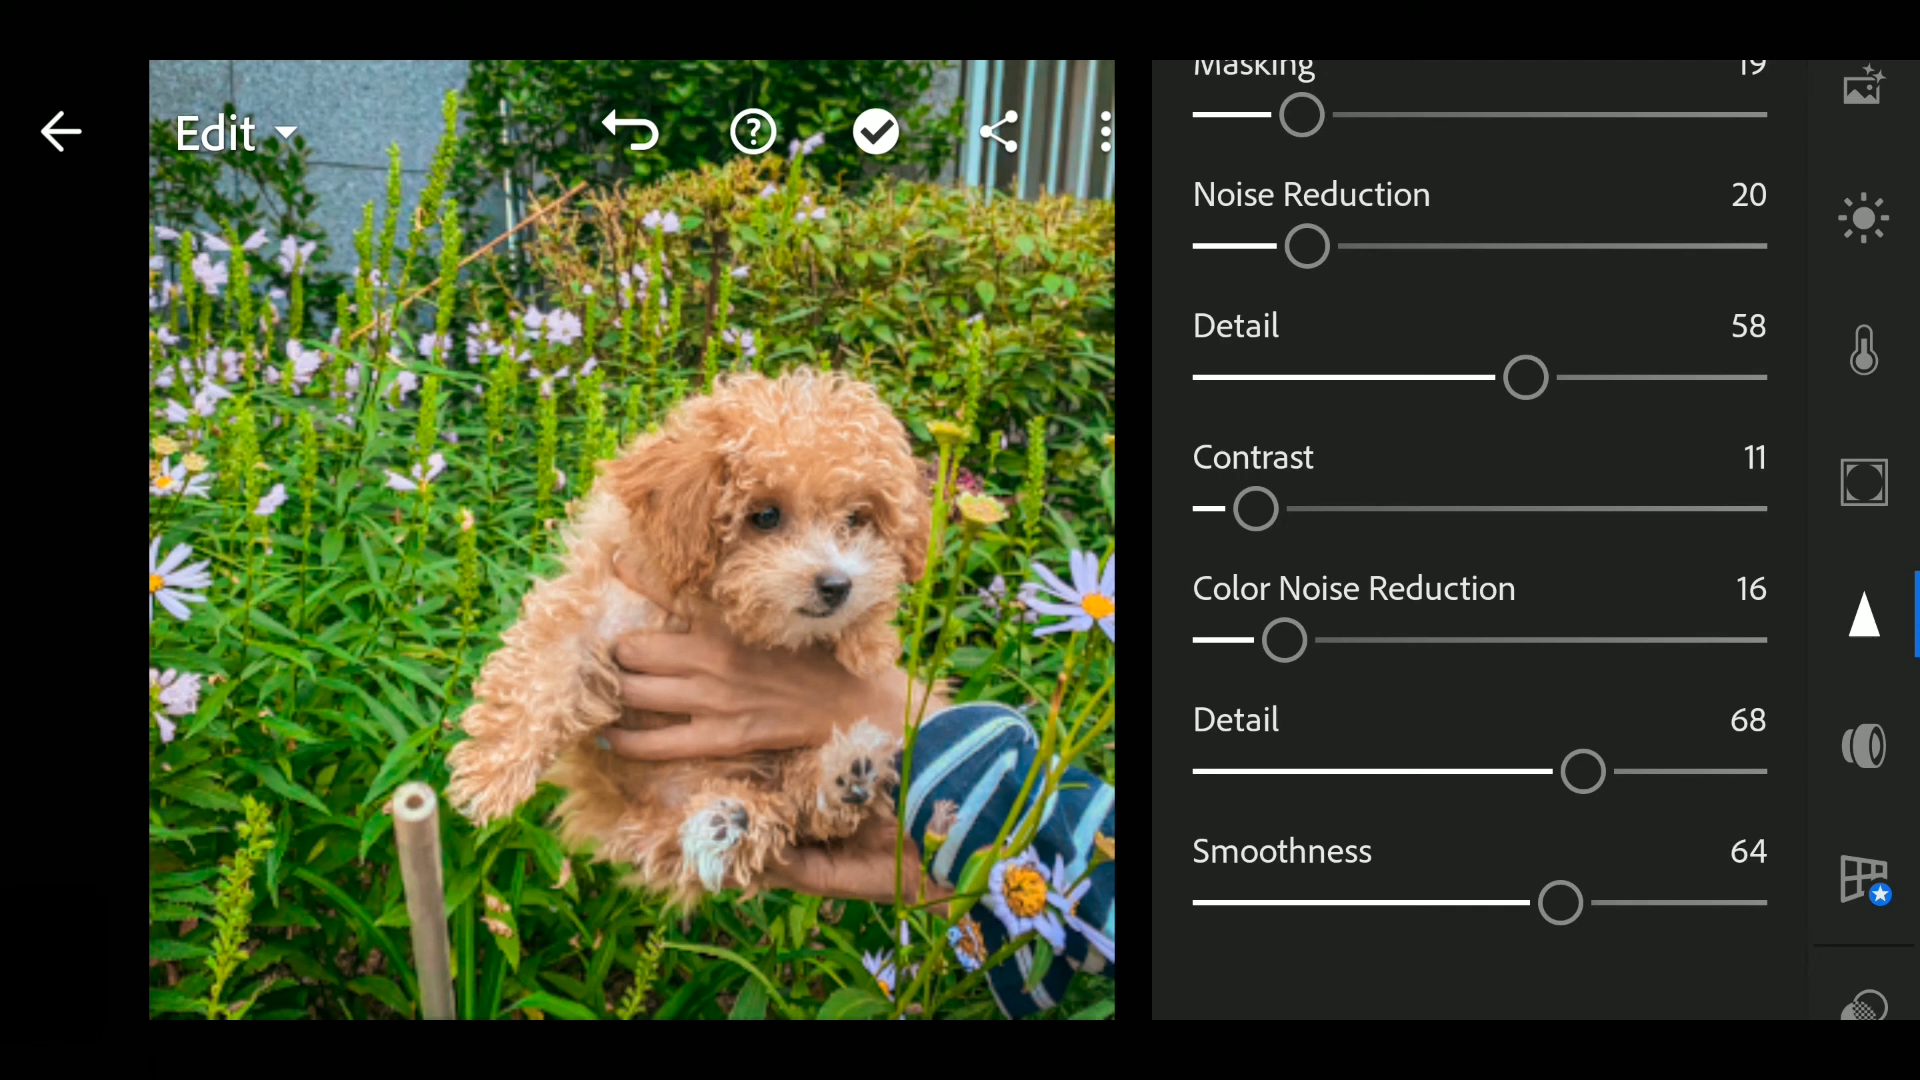 Edit
Masking 19
Noise Reduction 20
Detail 58
Contrast 11
Color Noise Reduction 16
Detail 68
Smoothness 64